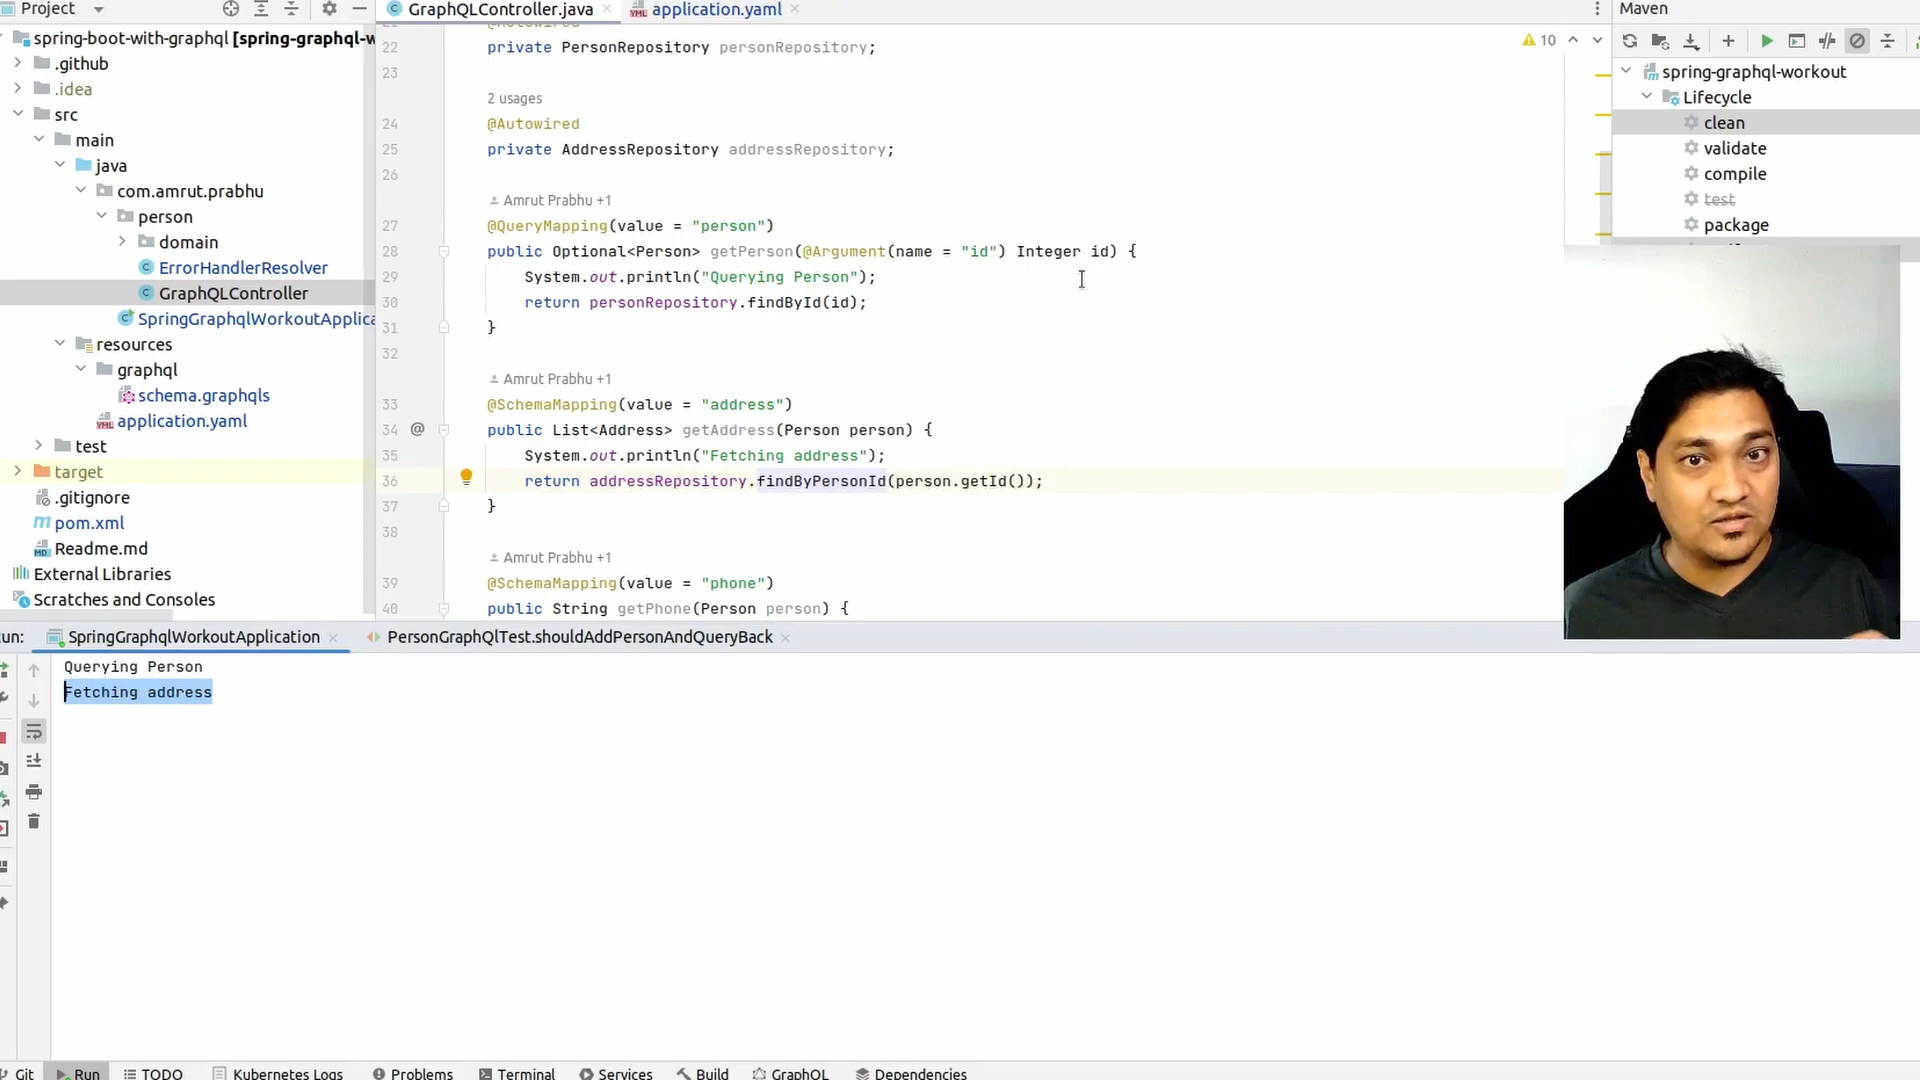 Project
GraphQLController.java
application.yaml
Maven
spring-boot-with-graphql [spring-graphql-w
.github
.idea
src
main
java
com.amrut.prabhu
person
domain
ErrorHandlerResolver
GraphQLController
SpringGraphqlWorkoutApplica
resources
graphql
schema.graphqls
application.yaml
test
target
.gitignore
pom.xml
Readme.md
External Libraries
Scratches and Consoles
10
@Autowired
22 private PersonRepository personRepository;
23
2 usages
24 @Autowired
25 private AddressRepository addressRepository;
26
Amrut Prabhu +1
27 @QueryMapping(value = "person")
28 public Optional<Person> getPerson(@Argument(name = "id") Integer id) {
29 System.out.println("Querying Person");
30 return personRepository.findById(id);
31 }
32
Amrut Prabhu +1
33 @SchemaMapping(value = "address")
34 public List<Address> getAddress(Person person) {
35 System.out.println("Fetching address");
36 return addressRepository.findByPersonId(person.getId());
37 }
38
Amrut Prabhu +1
39 @SchemaMapping(value = "phone")
40 public String getPhone(Person person) {
spring-graphql-workout
Lifecycle
clean
validate
compile
test
package
un: SpringGraphqlWorkoutApplication
PersonGraphQlTest.shouldAddPersonAndQueryBack
Querying Person
Fetching address
Git Run TODO Kubernetes Logs Problems Terminal Services Build GraphQL Dependencies